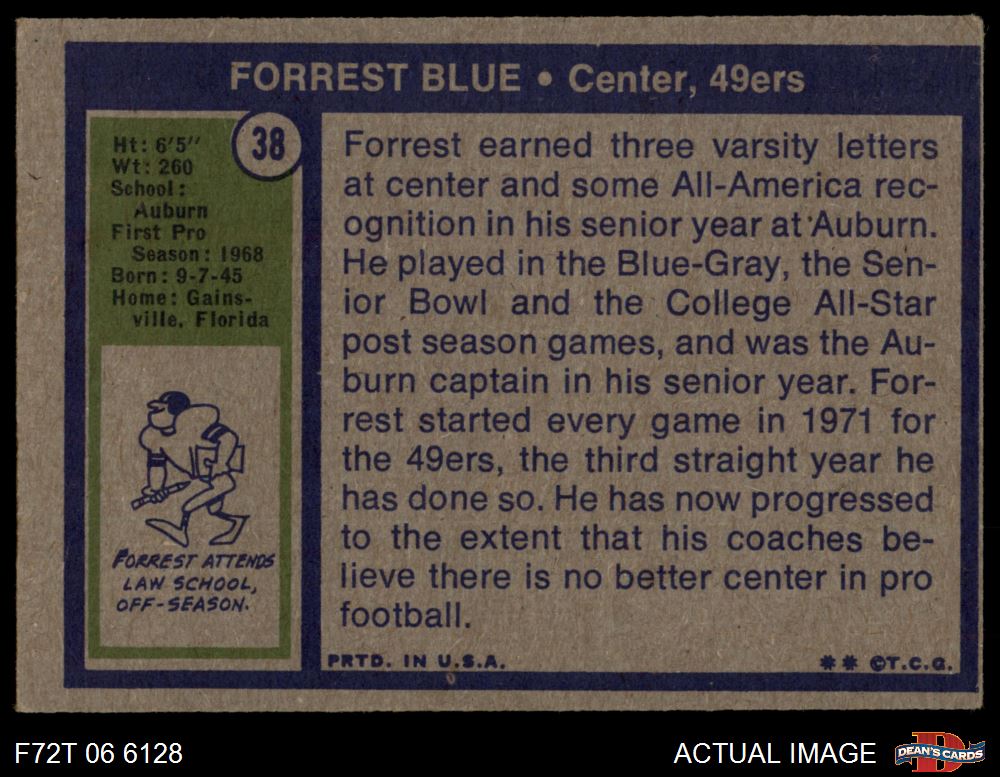 FORREST BLUE • Center, 49ers
38
Ht: 6'5"
Wt: 260
School:
Auburn
First Pro
Season: 1968
Born: 9-7-45
Home: Gains-
ville, Florida
FORREST ATTENDS
LAW SCHOOL,
OFF-SEASON.
Forrest earned three varsity letters
at center and some All-America rec-
ognition in his senior year at Auburn.
He played in the Blue-Gray, the Sen-
ior Bowl and the College All-Star
post season games, and was the Au-
burn captain in his senior year. For-
rest started every game in 1971 for
the 49ers, the third straight year he
has done so. He has now progressed
to the extent that his coaches be-
lieve there is no better center in pro
football.
PRTD. IN U.S.A.
** ©T.C.G.
F72T 06 6128
ACTUAL IMAGE
D
DEAN'S CARDS